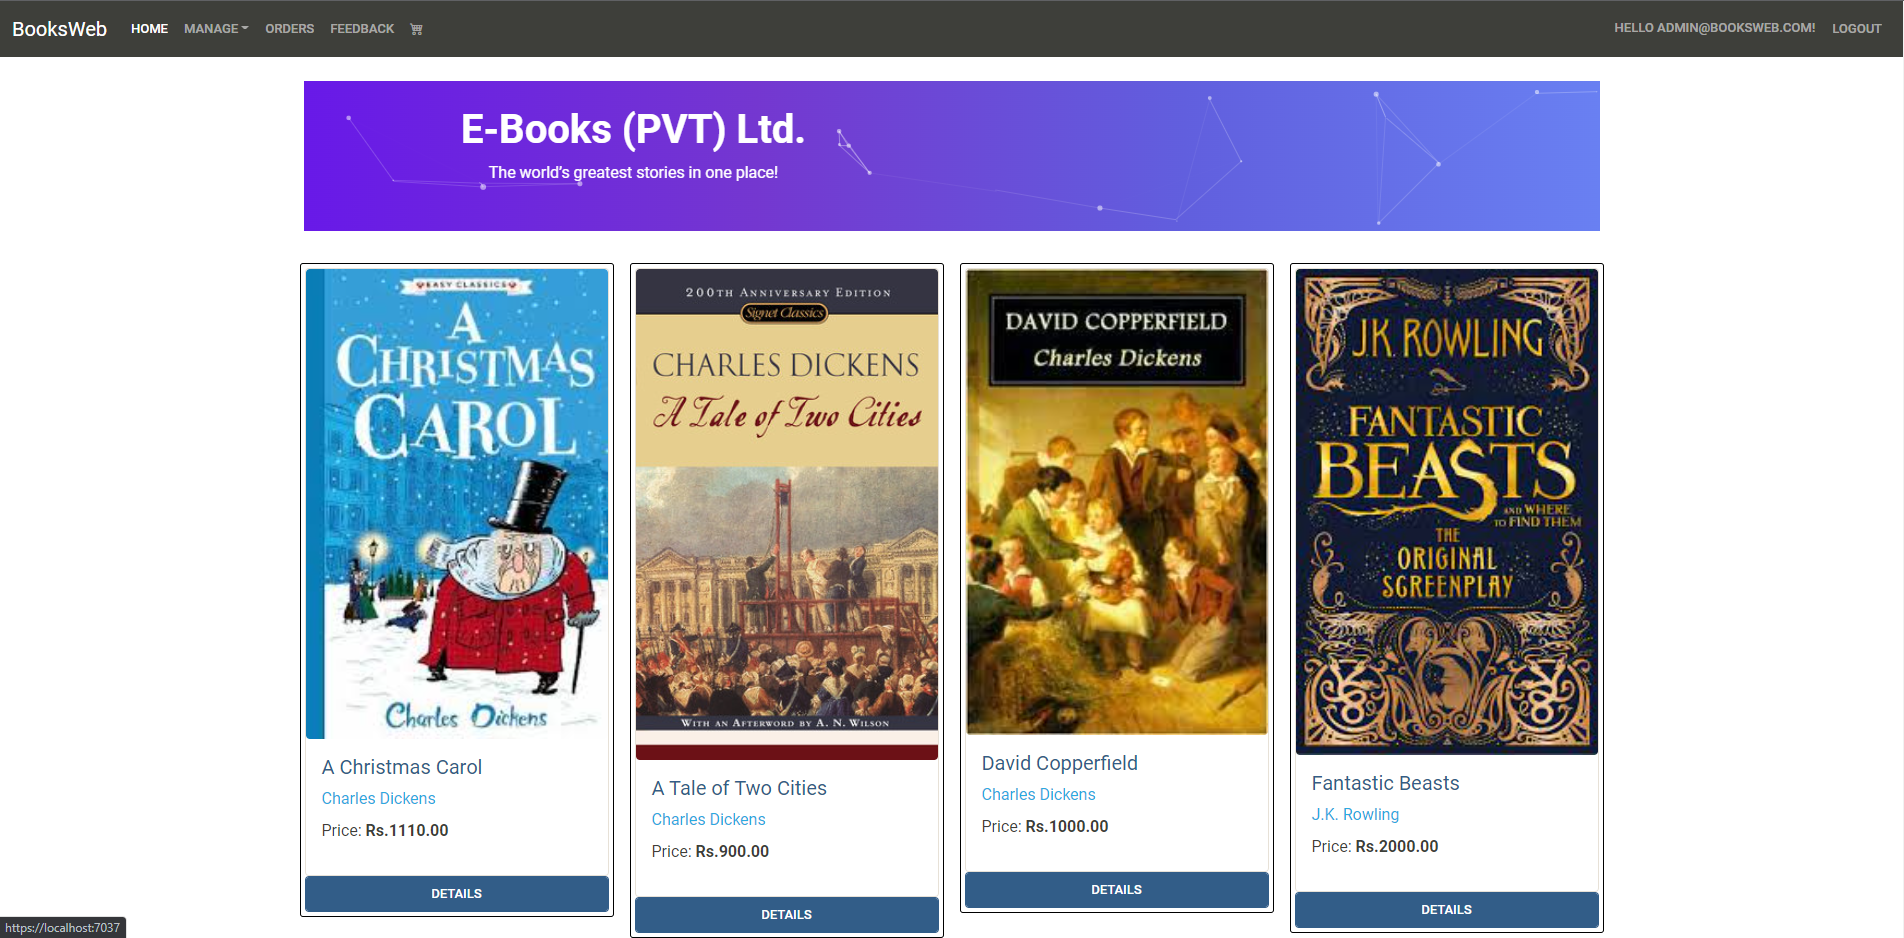 BooksWeb HOME MANAGE ORDERS FEEDBACK HELLO ADMIN@BOOKSWEB.COM! LOGOUT
E-Books (PVT) Ltd.
The world's greatest stories in one place!
EASY CLASSICS
A
CHRISTMAS
CAROL
Charles Dickens
A Christmas Carol
Charles Dickens
Price: Rs.1110.00
DETAILS
200TH ANNIVERSARY EDITION
Signet Classics
CHARLES DICKENS
A Tale of Two Cities
WITH AN AFTERWORD BY A. N. WILSON
A Tale of Two Cities
Charles Dickens
Price: Rs.900.00
DETAILS
DAVID COPPERFIELD
Charles Dickens
David Copperfield
Charles Dickens
Price: Rs.1000.00
DETAILS
J.K. ROWLING
FANTASTIC
BEASTS
AND WHERE
TO FIND THEM
THE
ORIGINAL
SCREENPLAY
Fantastic Beasts
J.K. Rowling
Price: Rs.2000.00
DETAILS
https://localhost:7037